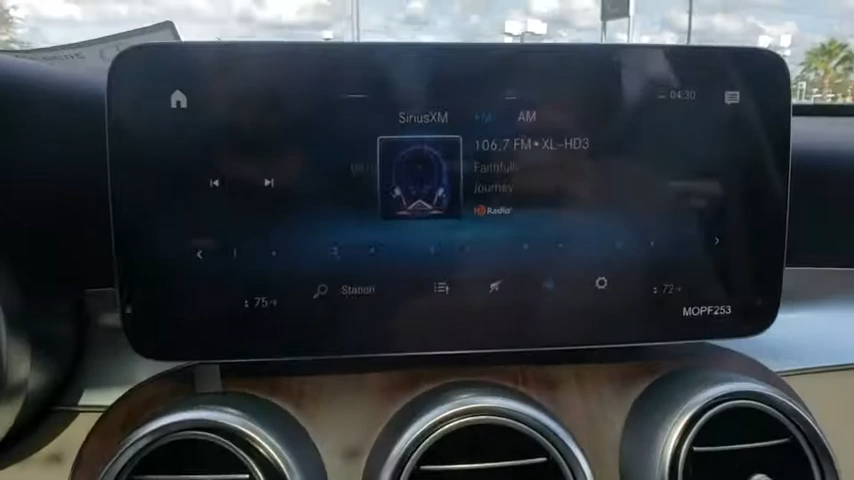 04:30
SiriusXM FM AM
106.7 FM•XL-HD3
Faithfully
Journey
HD Radio
75°F Station 72°F
MOPF253